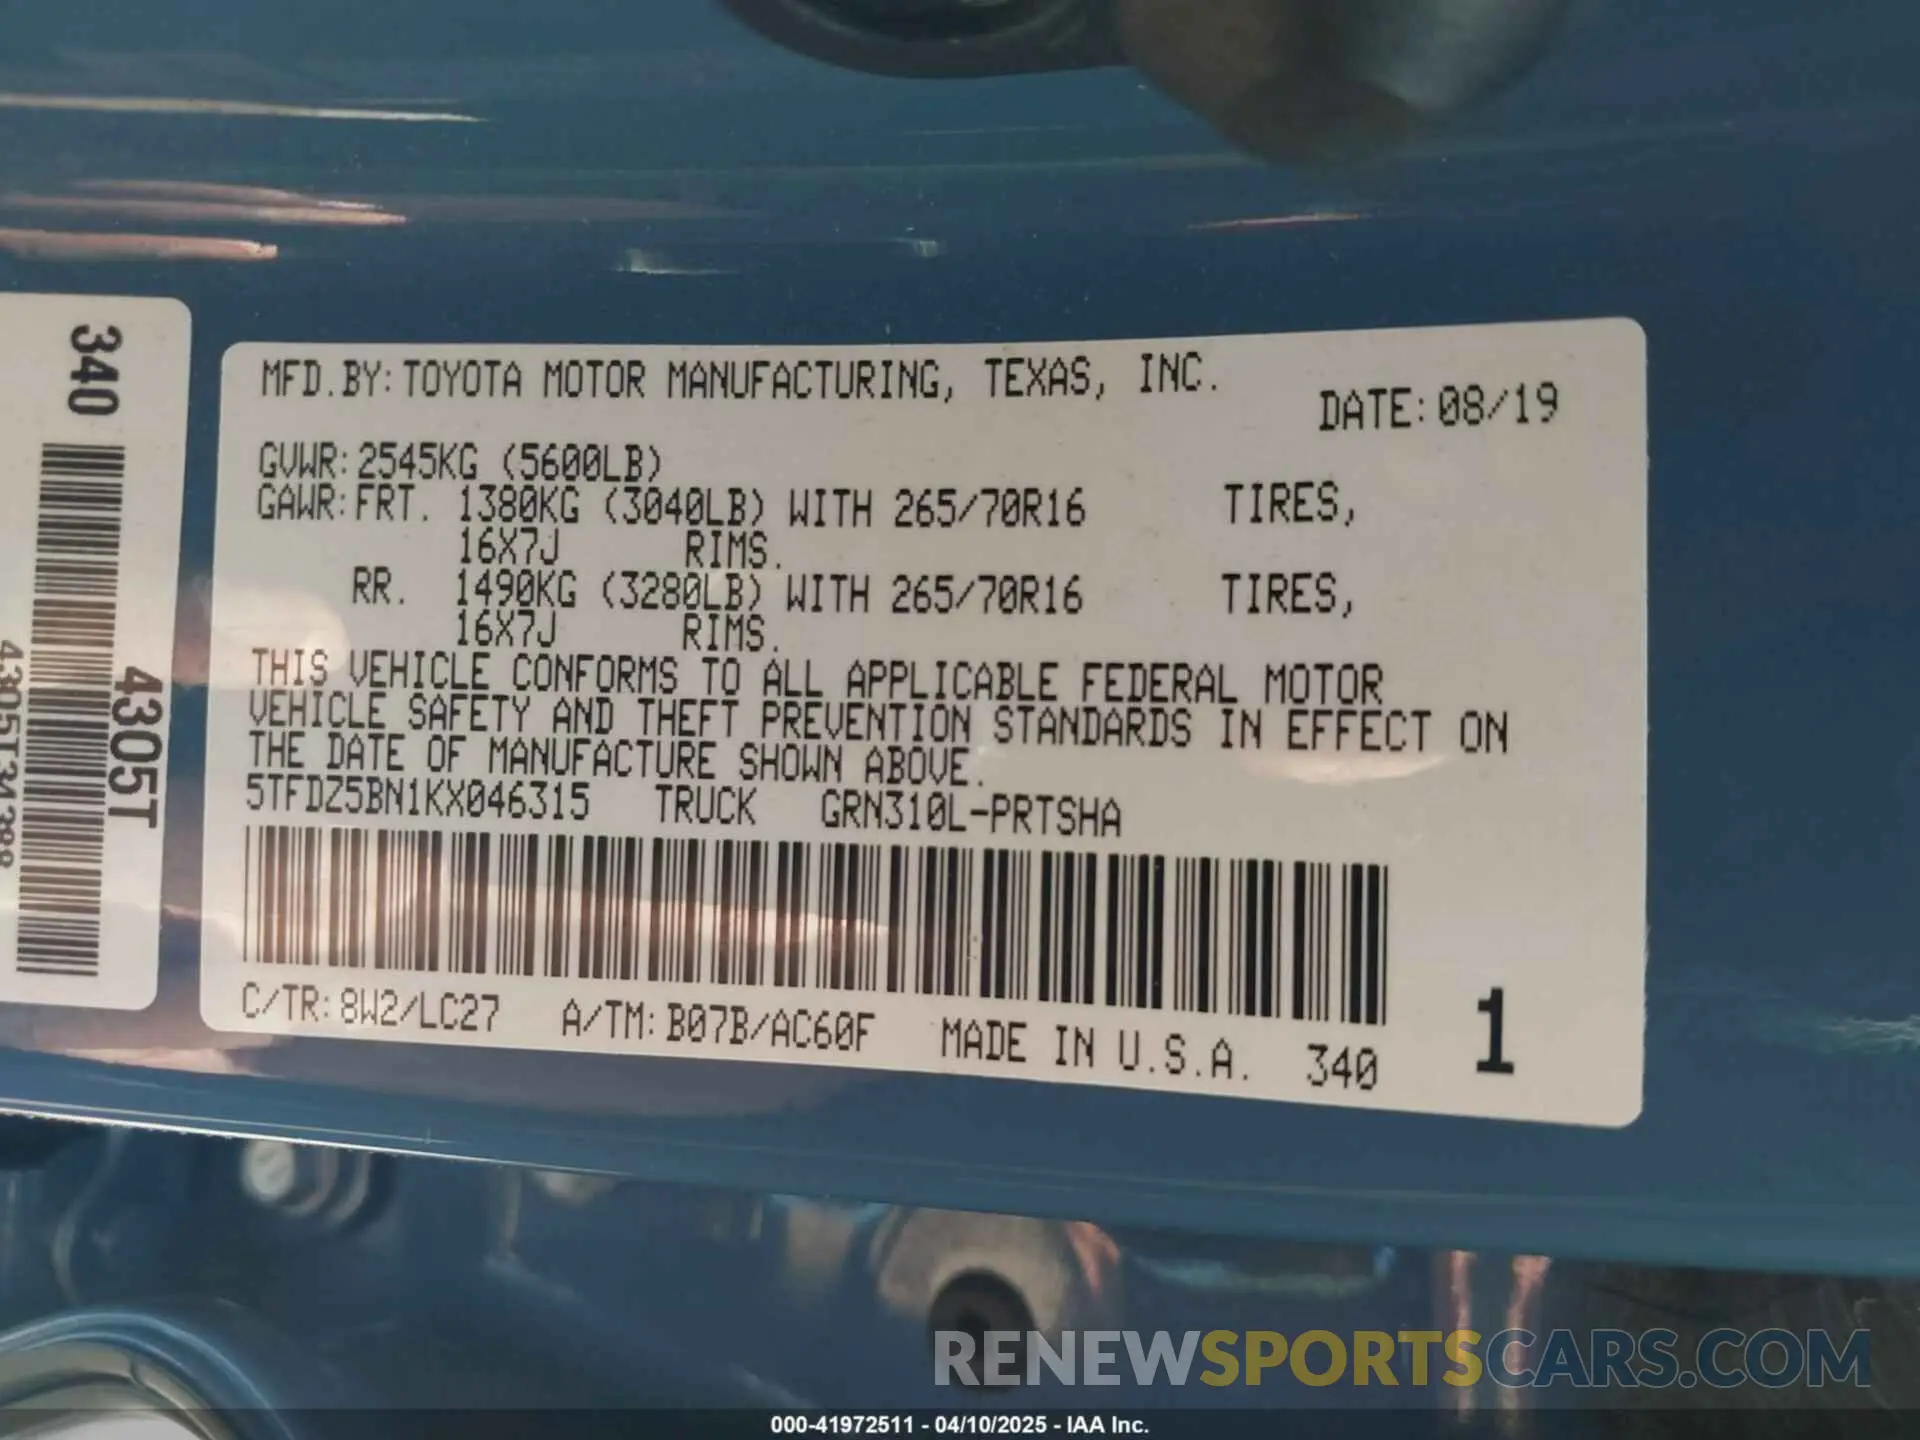 340
4305T
4305T34388
MFD.BY:TOYOTA MOTOR MANUFACTURING, TEXAS, INC.
DATE:08/19
GVWR:2545KG (5600LB)
GAWR:FRT. 1380KG (3040LB) WITH 265/70R16 TIRES,
16X7J RIMS.
RR. 1490KG (3280LB) WITH 265/70R16 TIRES,
16X7J RIMS.
THIS VEHICLE CONFORMS TO ALL APPLICABLE FEDERAL MOTOR
VEHICLE SAFETY AND THEFT PREVENTION STANDARDS IN EFFECT ON
THE DATE OF MANUFACTURE SHOWN ABOVE.
5TFDZ5BN1KX046315 TRUCK GRN310L-PRTSHA
C/TR:8W2/LC27 A/TM:B07B/AC60F MADE IN U.S.A. 340
1
RENEWSPORTSCARS.COM
000-41972511 - 04/10/2025 - IAA Inc.